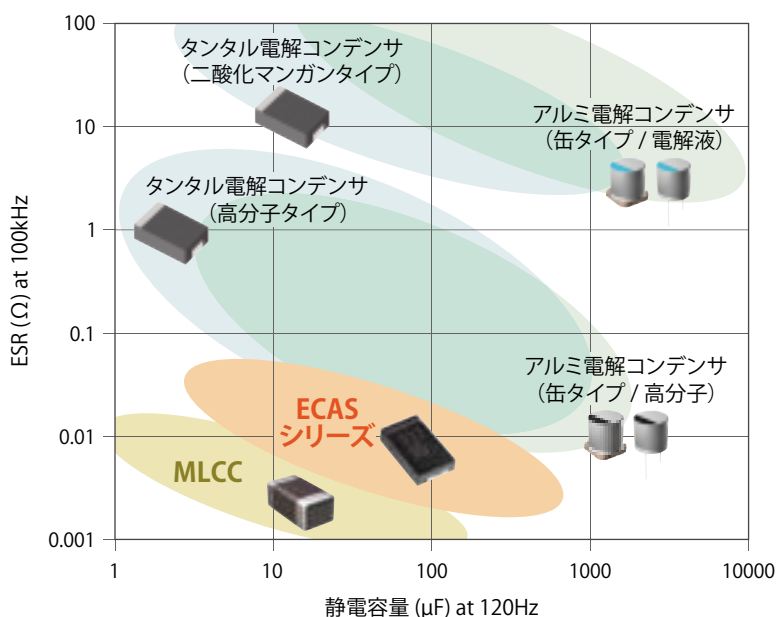 100
10
1
0.1
0.01
0.001
ESR (Ω) at 100kHz
タンタル電解コンデンサ
（二酸化マンガンタイプ）
アルミ電解コンデンサ
（缶タイプ / 電解液）
タンタル電解コンデンサ
（高分子タイプ）
アルミ電解コンデンサ
（缶タイプ / 高分子）
ECAS
シリーズ
MLCC
1
10
100
1000
10000
静電容量 (μF) at 120Hz